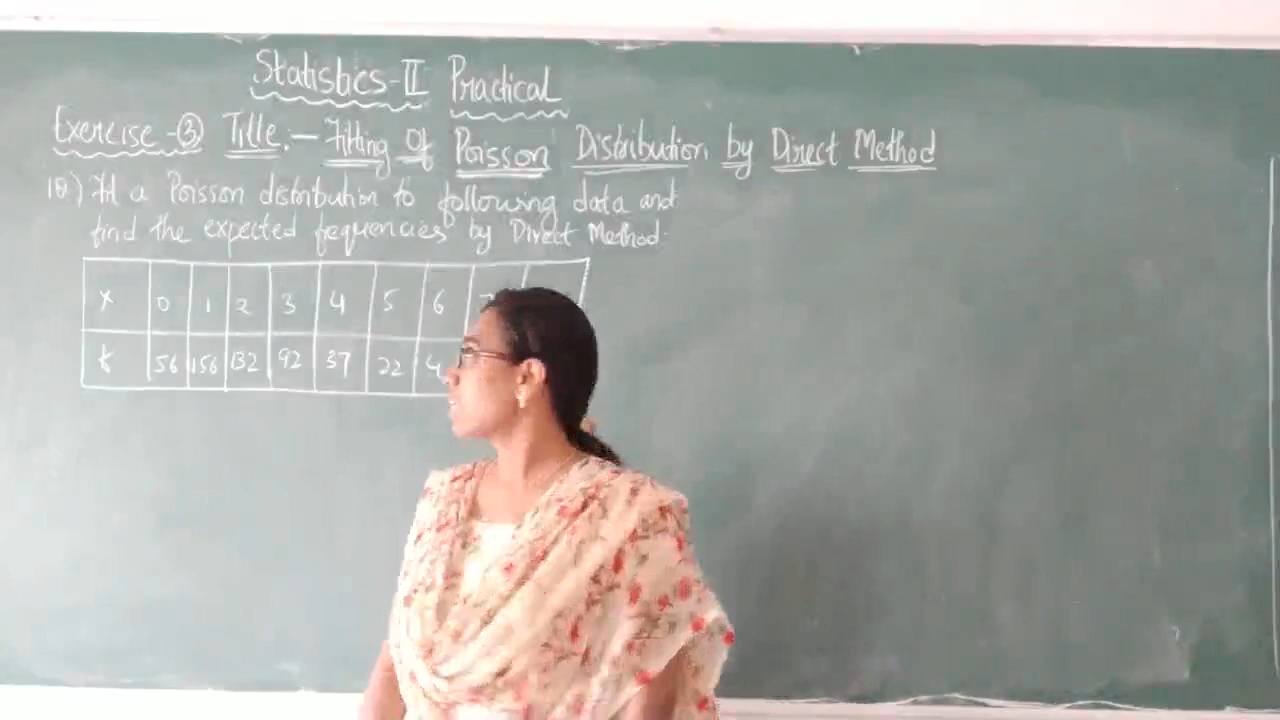 Statistics-II Practical
Exercise-③ Title:- Fitting Of Poisson Distribution by Direct Method
1Q) Fit a Poisson distribution to following data and
find the expected fequencies by Direct Method.
x 0 1 2 3 4 5 6
f 56 156 132 92 37 22 4